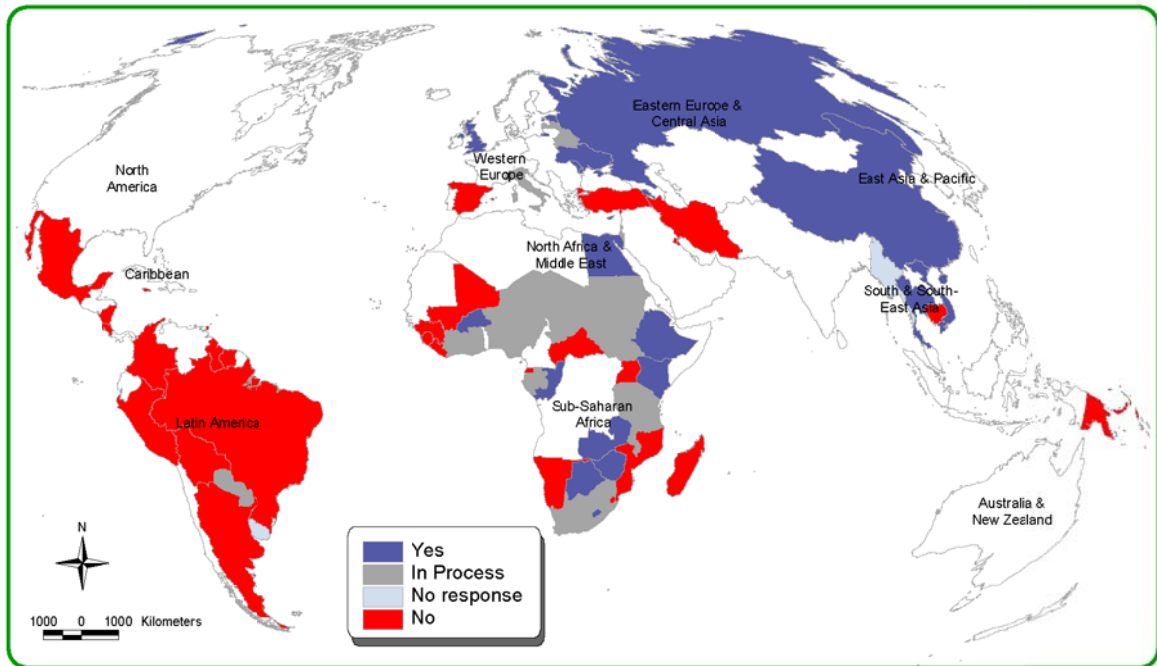 Eastern Europe &
Central Asia
North
America
Western
Europe
East Asia & Pacific
North Africa &
Middle East
Caribbean
South & South-
East Asia
Latin America
Sub-Saharan
Africa
Australia &
New Zealand
N
1000 0 1000 Kilometers
Yes
In Process
No response
No